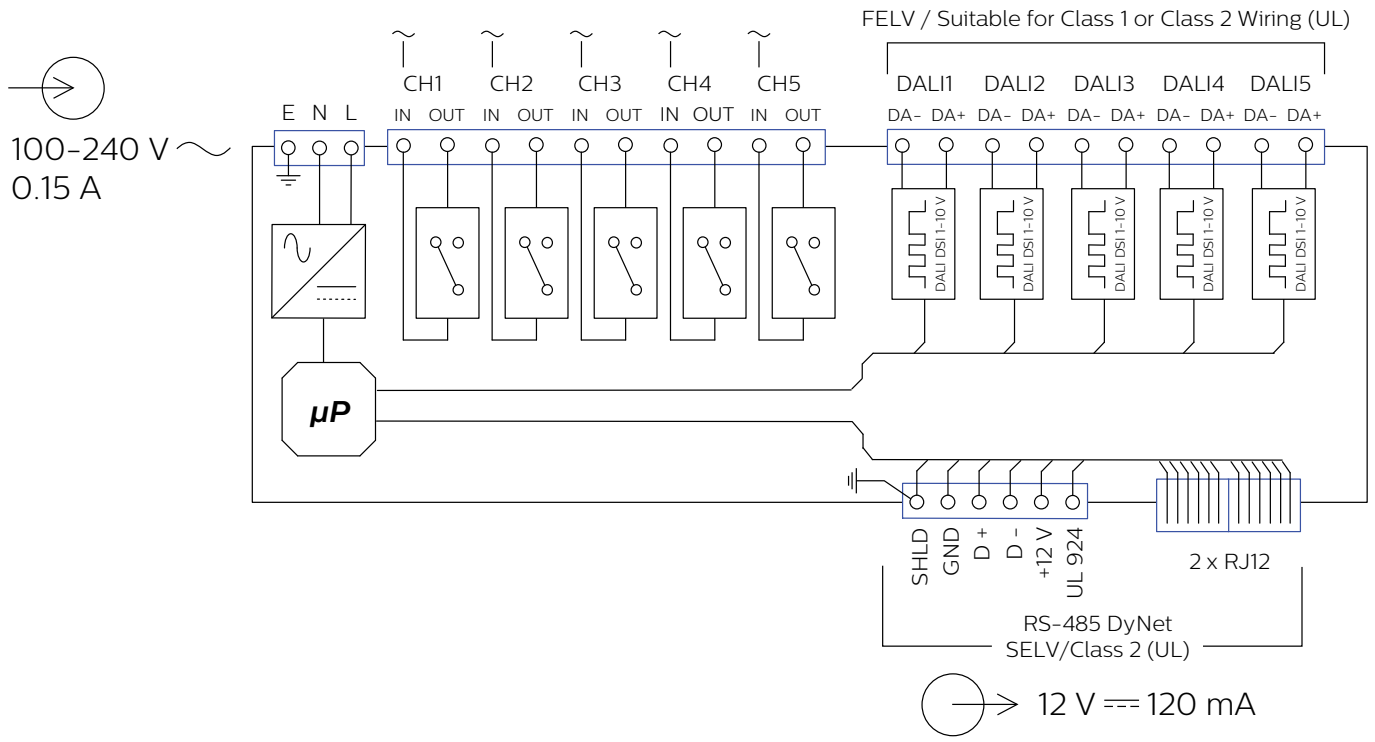 FELV / Suitable for Class 1 or Class 2 Wiring (UL)
CH1 CH2 CH3 CH4 CH5 DALI1 DALI2 DALI3 DALI4 DALI5
E N L IN OUT IN OUT IN OUT IN OUT IN OUT DA- DA+ DA- DA+ DA- DA+ DA- DA+ DA- DA+
100-240 V
0.15 A
DALI DSI 1-10 V
DALI DSI 1-10 V
DALI DSI 1-10 V
DALI DSI 1-10 V
DALI DSI 1-10 V
µP
SHLD
GND
D +
D -
+12 V
UL 924
2 x RJ12
RS-485 DyNet
SELV/Class 2 (UL)
12 V 120 mA